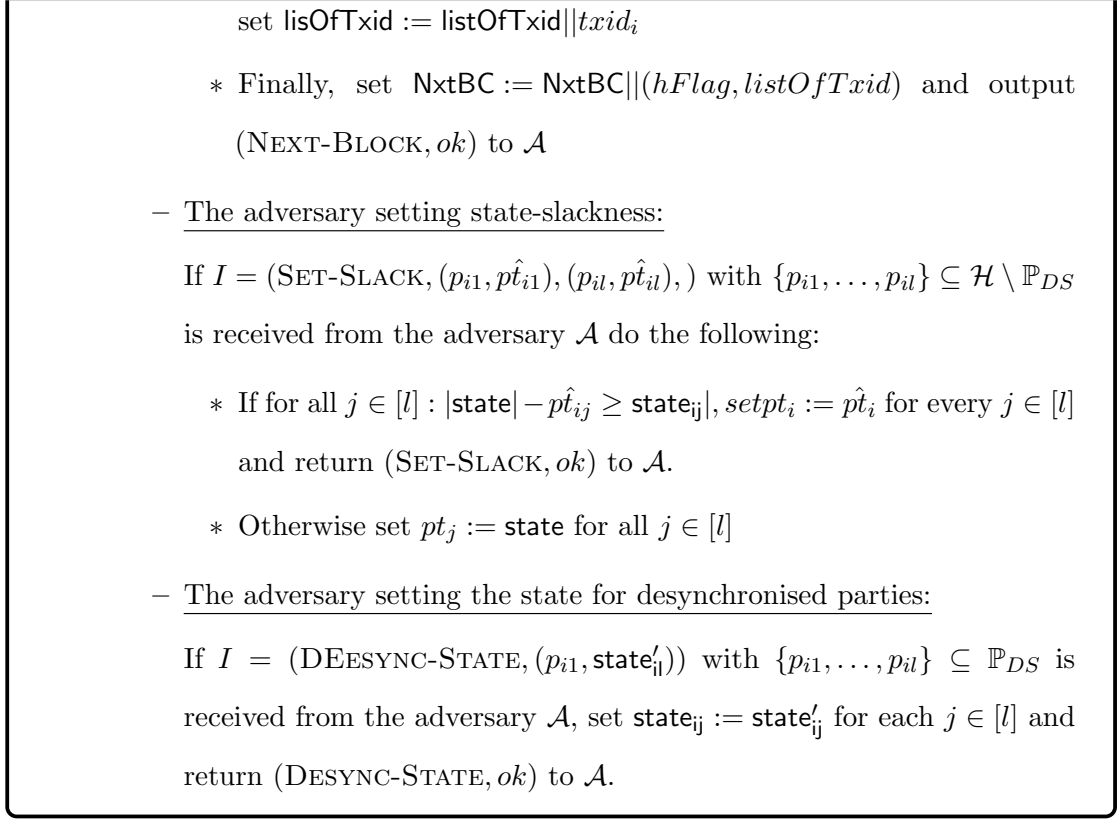 set lisOfTxid := listOfTxid||txid_i
∗ Finally, set NxtBC := NxtBC||(hFlag, listOfTxid) and output
(NEXT-BLOCK, ok) to 𝒜
– The adversary setting state-slackness:
If I = (SET-SLACK, (p_{i1}, p\hat{t}_{i1}), (p_{il}, p\hat{t}_{il}), ) with {p_{i1}, . . . , p_{il}} ⊆ ℋ \ ℙ_{DS}
is received from the adversary 𝒜 do the following:
∗ If for all j ∈ [l] : |state| − p\hat{t}_{ij} ≥ state_{ij}|, setpt_i := p\hat{t}_i for every j ∈ [l]
and return (SET-SLACK, ok) to 𝒜.
∗ Otherwise set pt_j := state for all j ∈ [l]
– The adversary setting the state for desynchronised parties:
If I = (DEESYNC-STATE, (p_{i1}, state′_{il})) with {p_{i1}, . . . , p_{il}} ⊆ ℙ_{DS} is
received from the adversary 𝒜, set state_{ij} := state′_{ij} for each j ∈ [l] and
return (DESYNC-STATE, ok) to 𝒜.